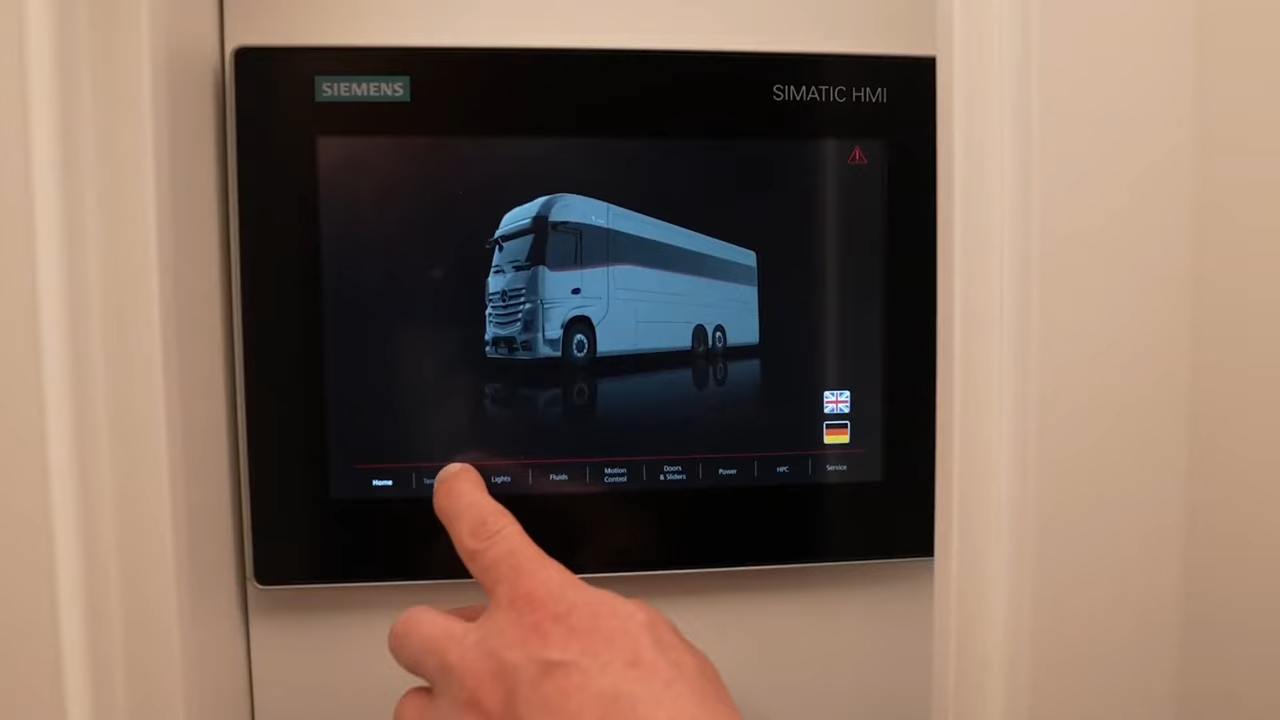 SIEMENS
SIMATIC HMI
Home
Lights
Fluids
Motion
Control
Doors
& Sliders
Power
HPC
Service